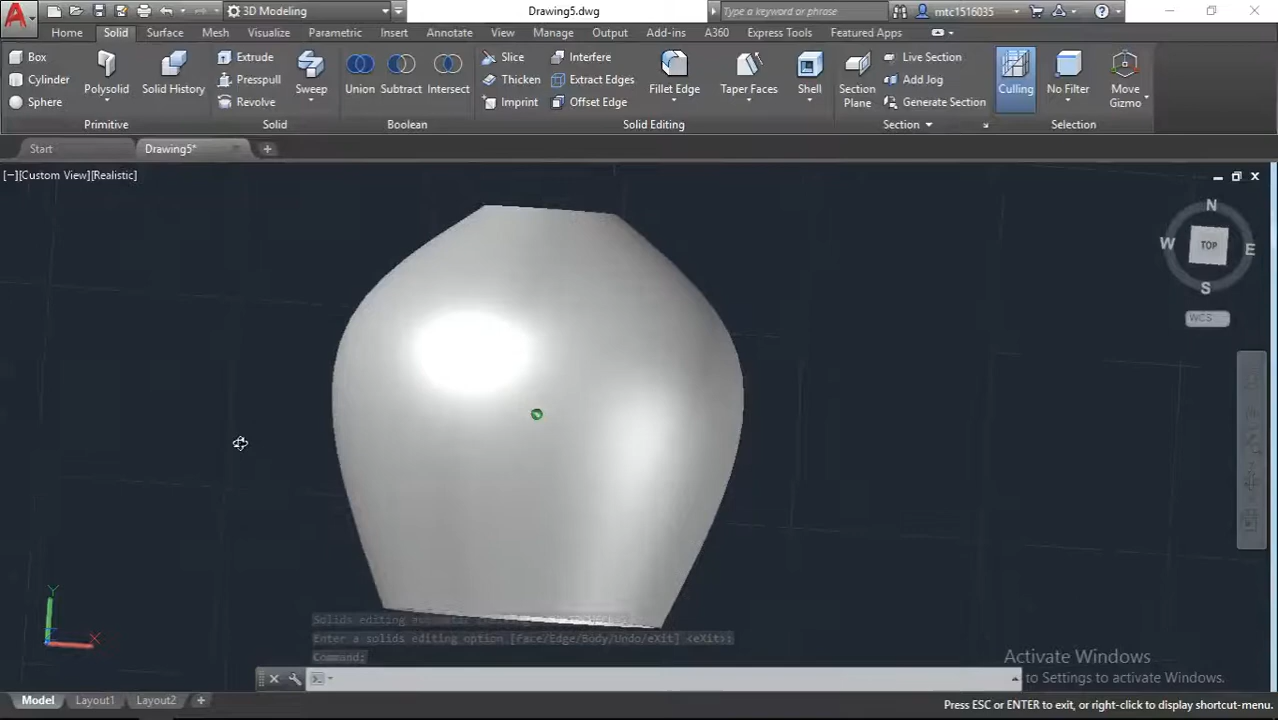 3D Modeling
Drawing5.dwg
Type a keyword or phrase
rmtc1516035
Home Solid Surface Mesh Visualize Parametric Insert Annotate View Manage Output Add-ins A360 Express Tools Featured Apps
Box
Cylinder
Sphere
Polysolid
Solid History
Primitive
Extrude
Presspull
Revolve
Sweep
Solid
Union Subtract Intersect
Boolean
Slice
Thicken
Imprint
Interfere
Extract Edges
Offset Edge
Fillet Edge
Taper Faces
Shell
Solid Editing
Section Plane
Live Section
Add Jog
Generate Section
Section
Culling
No Filter
Move Gizmo
Selection
Start
Drawing5*
[−][Custom View][Realistic]
N
W
TOP
E
S
WCS
Y
X
Enter a solids editing option [Face/Edge/Body/Undo/eXit] <eXit>:
Command:
Activate Windows
to Settings to activate Windows.
Model Layout1 Layout2
Press ESC or ENTER to exit, or right-click to display shortcut-menu.